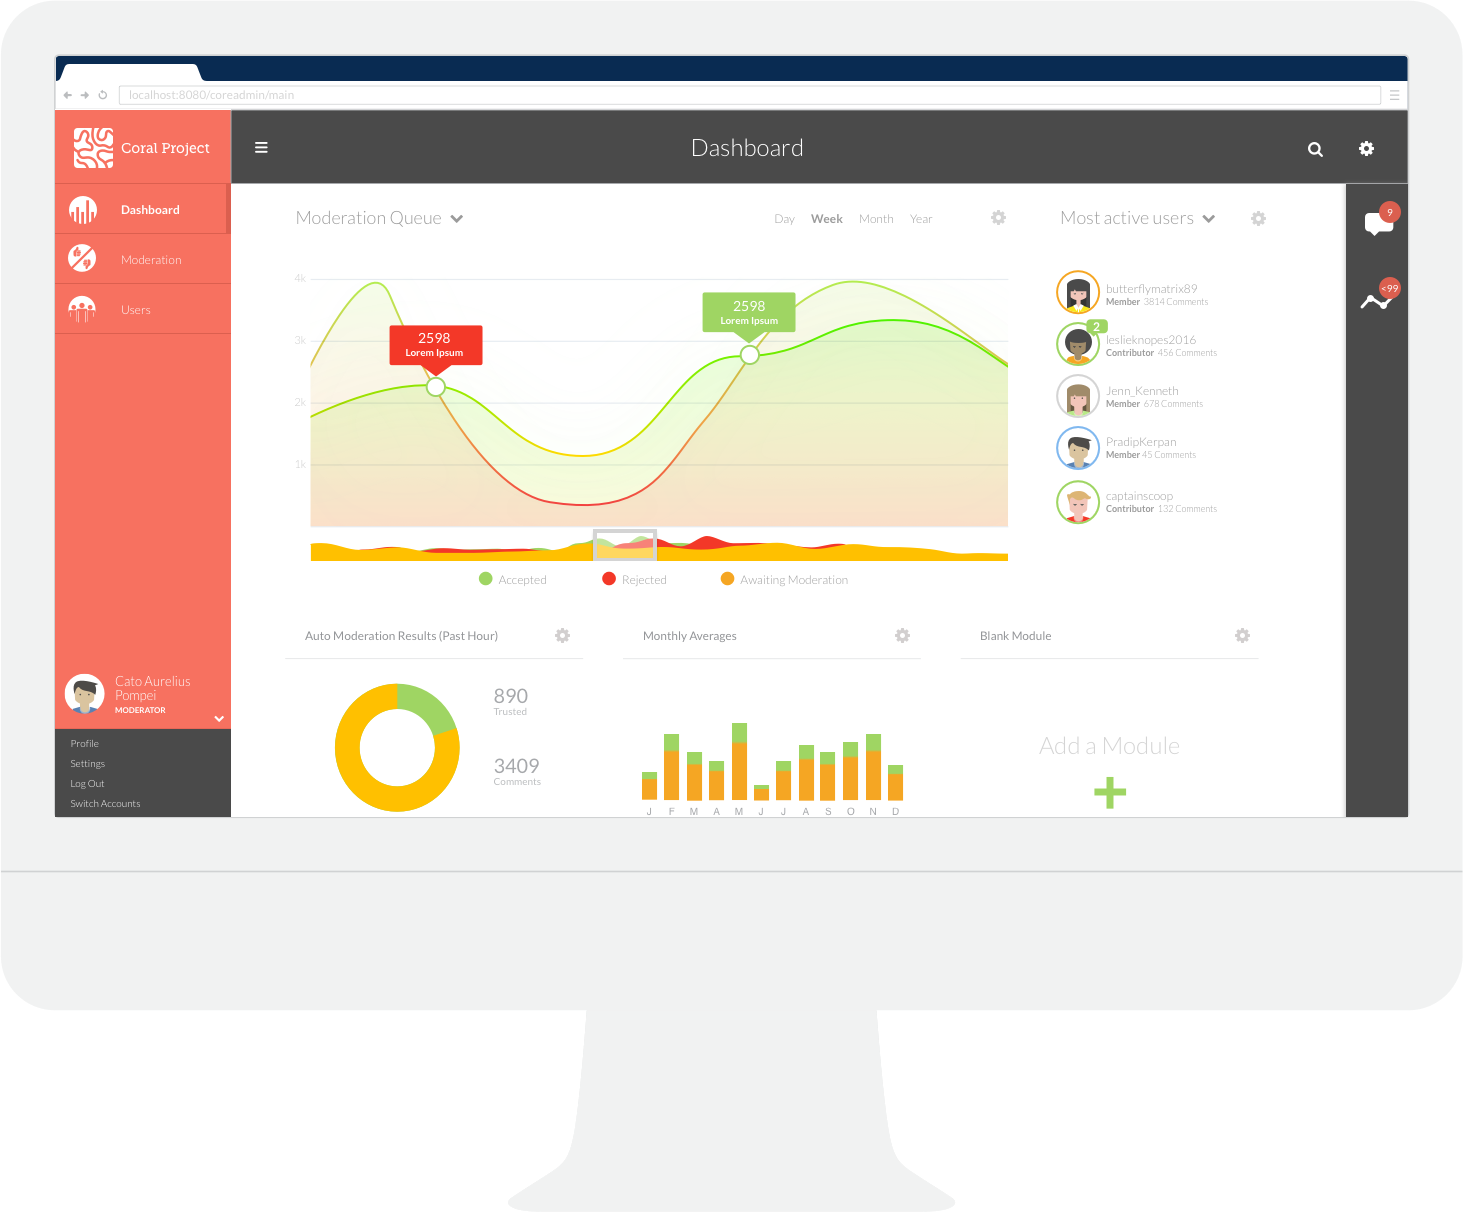 localhost:8080/coreadmin/main
Coral Project
Dashboard
Dashboard
Moderation
Users
Moderation Queue
Day Week Month Year
Most active users
9
<99
4k
3k
2k
1k
2598
Lorem Ipsum
2598
Lorem Ipsum
butterflymatrix89
Member 3814 Comments
2
leslieknopes2016
Contributor 456 Comments
Jenn_Kenneth
Member 678 Comments
PradipKerpan
Member 45 Comments
captainscoop
Contributor 132 Comments
Accepted Rejected Awaiting Moderation
Auto Moderation Results (Past Hour)
890
Trusted
3409
Comments
Monthly Averages
J F M A M J J A S O N D
Blank Module
Add a Module
Cato Aurelius
Pompei
MODERATOR
Profile
Settings
Log Out
Switch Accounts